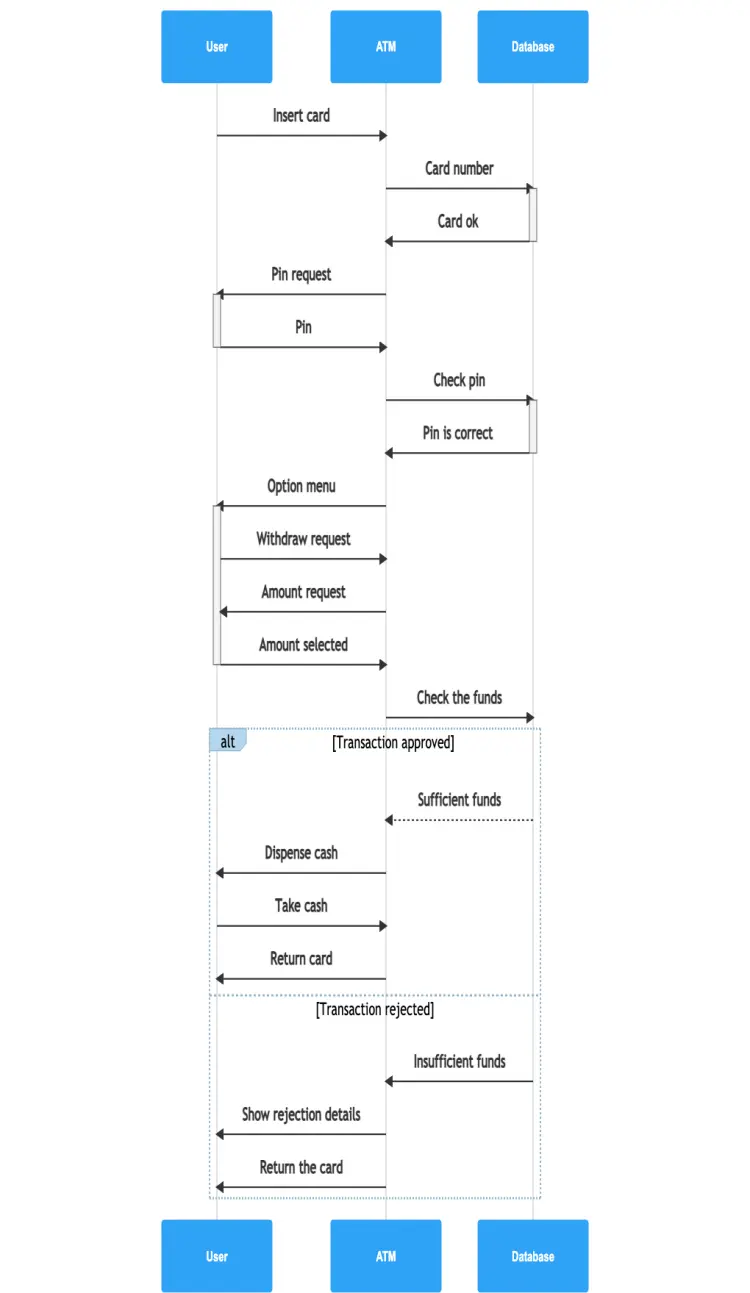 User
ATM
Database
Insert card
Card number
Card ok
Pin request
Pin
Check pin
Pin is correct
Option menu
Withdraw request
Amount request
Amount selected
Check the funds
alt
[Transaction approved]
Sufficient funds
Dispense cash
Take cash
Return card
[Transaction rejected]
Insufficient funds
Show rejection details
Return the card
User
ATM
Database